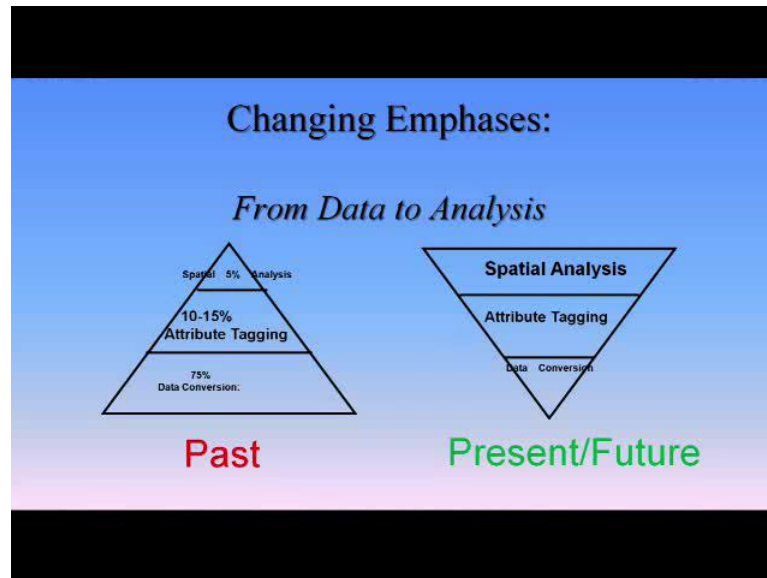 Changing Emphases:
From Data to Analysis
Spatial 5% Analysis
10-15%
Attribute Tagging
75%
Data Conversion:
Past
Spatial Analysis
Attribute Tagging
Data Conversion
Present/Future